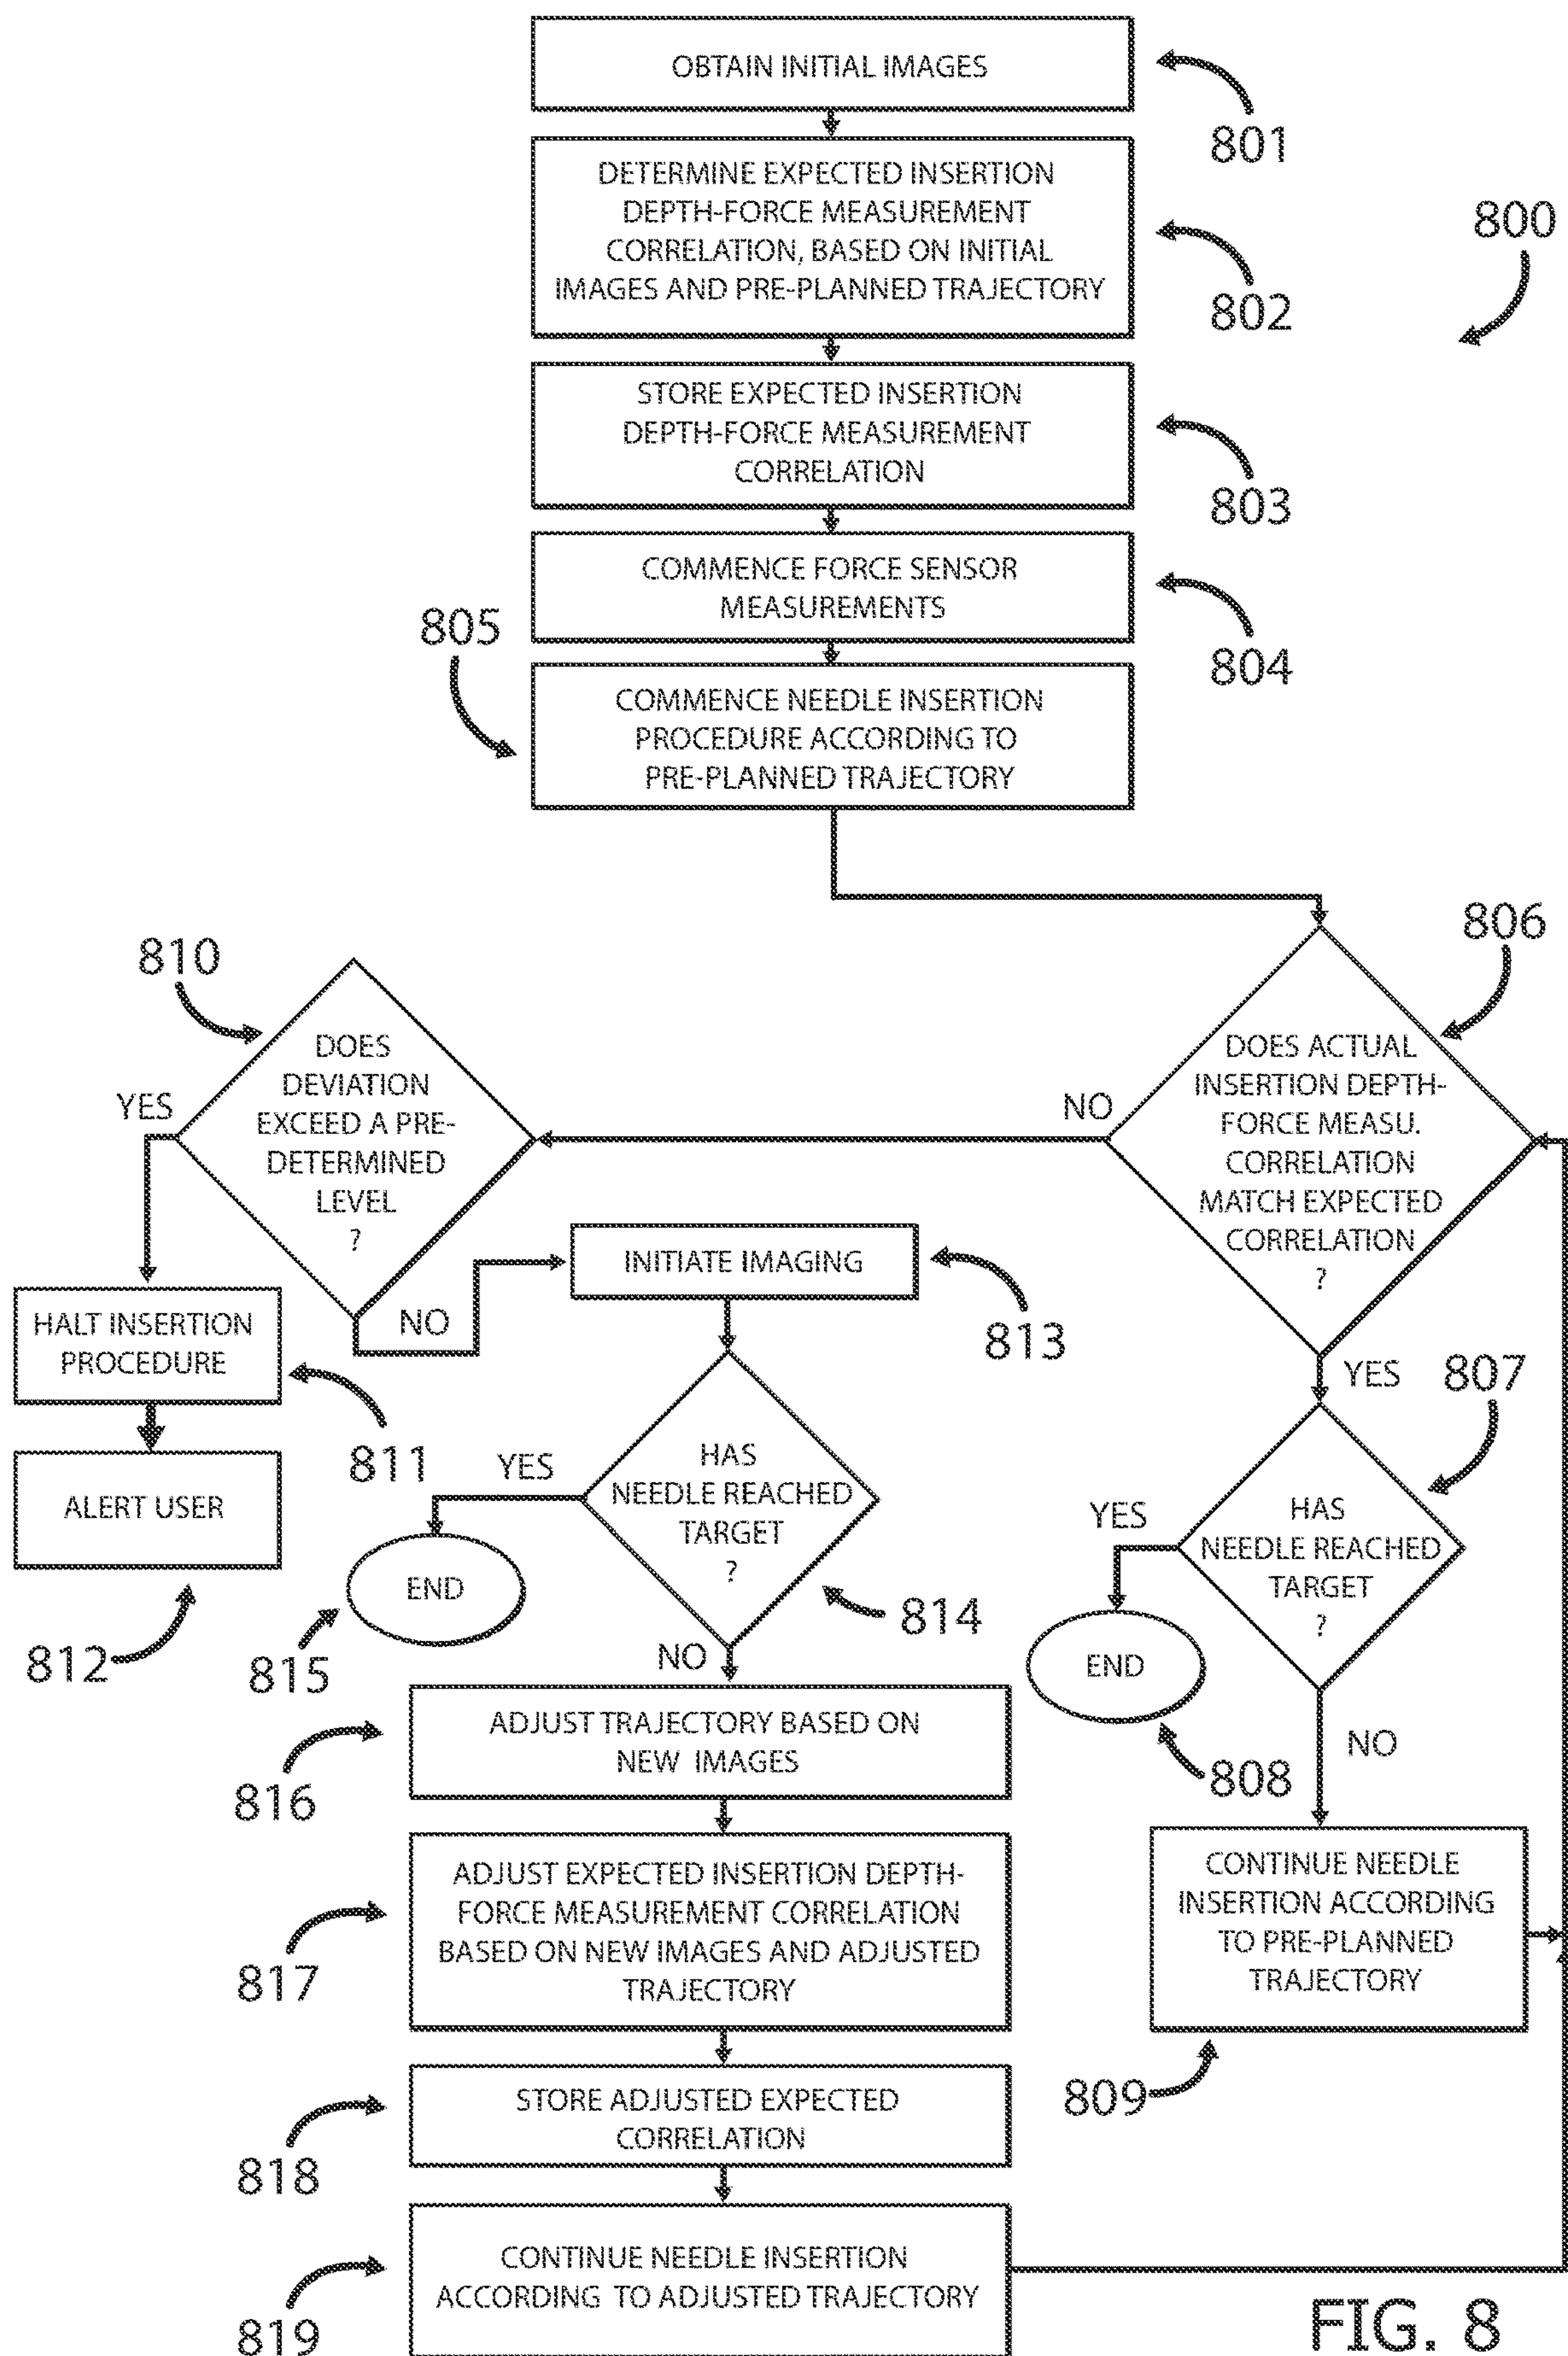 OBTAIN INITIAL IMAGES
801
DETERMINE EXPECTED INSERTION
DEPTH-FORCE MEASUREMENT
CORRELATION, BASED ON INITIAL
IMAGES AND PRE-PLANNED TRAJECTORY
802
800
STORE EXPECTED INSERTION
DEPTH-FORCE MEASUREMENT
CORRELATION
803
COMMENCE FORCE SENSOR
MEASUREMENTS
804
805
COMMENCE NEEDLE INSERTION
PROCEDURE ACCORDING TO
PRE-PLANNED TRAJECTORY
806
DOES ACTUAL
INSERTION DEPTH-
FORCE MEASU.
CORRELATION
MATCH EXPECTED
CORRELATION
?
NO
YES
810
DOES
DEVIATION
EXCEED A PRE-
DETERMINED
LEVEL
?
YES
NO
HALT INSERTION
PROCEDURE
811
ALERT USER
812
INITIATE IMAGING
813
HAS
NEEDLE REACHED
TARGET
?
814
YES
END
815
NO
807
HAS
NEEDLE REACHED
TARGET
?
YES
END
808
NO
CONTINUE NEEDLE
INSERTION ACCORDING
TO PRE-PLANNED
TRAJECTORY
809
ADJUST TRAJECTORY BASED ON
NEW IMAGES
816
ADJUST EXPECTED INSERTION DEPTH-
FORCE MEASUREMENT CORRELATION
BASED ON NEW IMAGES AND ADJUSTED
TRAJECTORY
817
STORE ADJUSTED EXPECTED
CORRELATION
818
CONTINUE NEEDLE INSERTION
ACCORDING TO ADJUSTED TRAJECTORY
819
FIG. 8